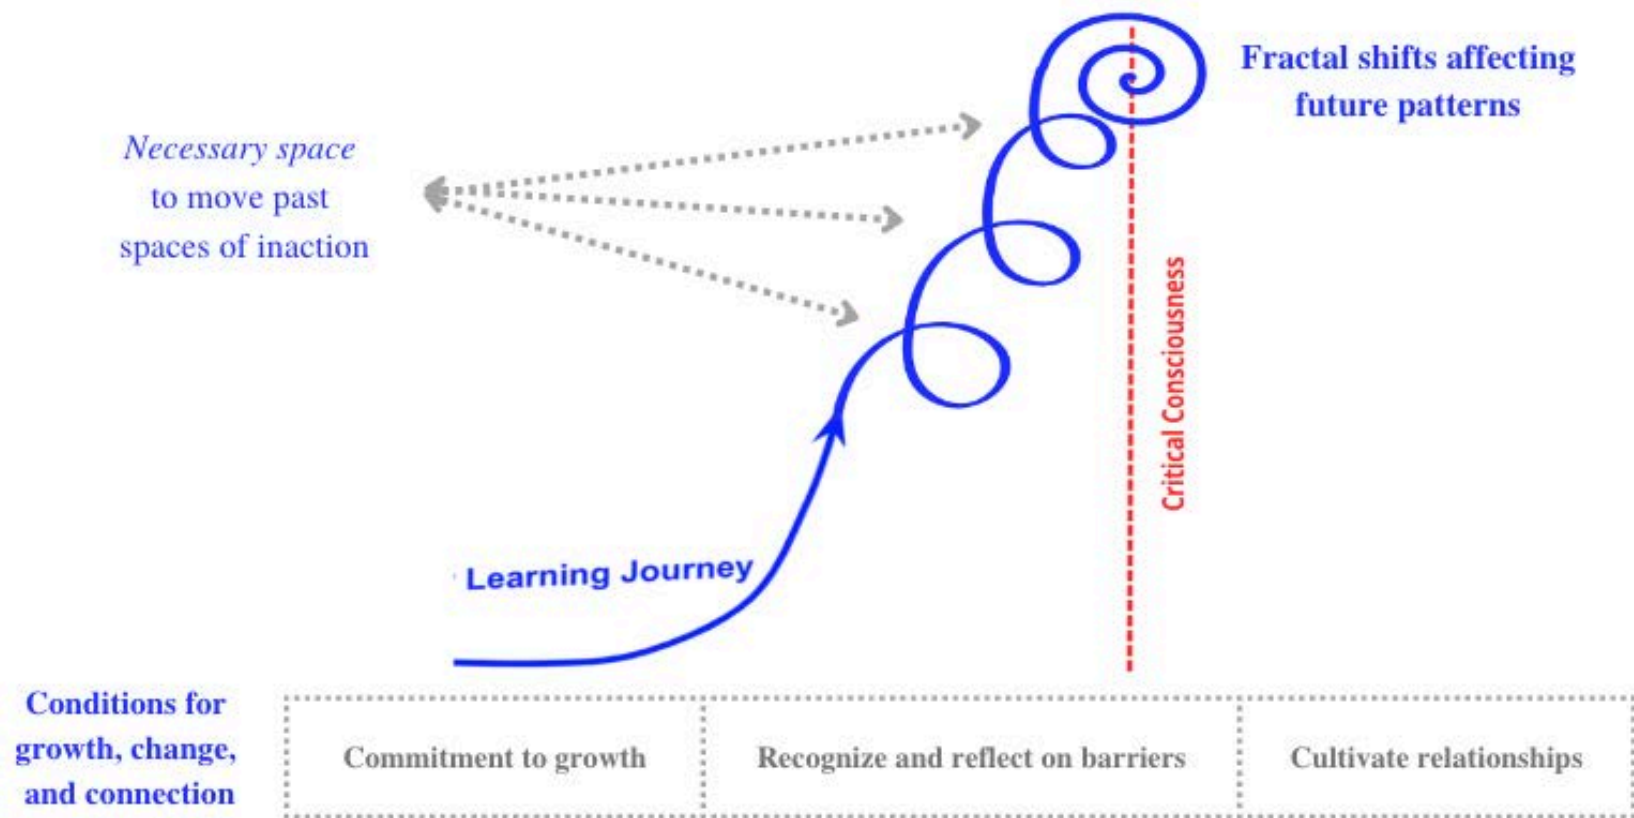 Fractal shifts affecting
future patterns
Necessary space
to move past
spaces of inaction
Critical Consciousness
Learning Journey
Conditions for
growth, change,
and connection
Commitment to growth
Recognize and reflect on barriers
Cultivate relationships